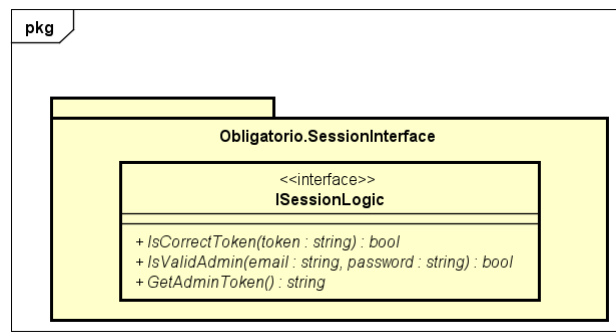 pkg
Obligatorio.SessionInterface
<<interface>>
ISessionLogic
+ IsCorrectToken(token : string) : bool
+ IsValidAdmin(email : string, password : string) : bool
+ GetAdminToken() : string